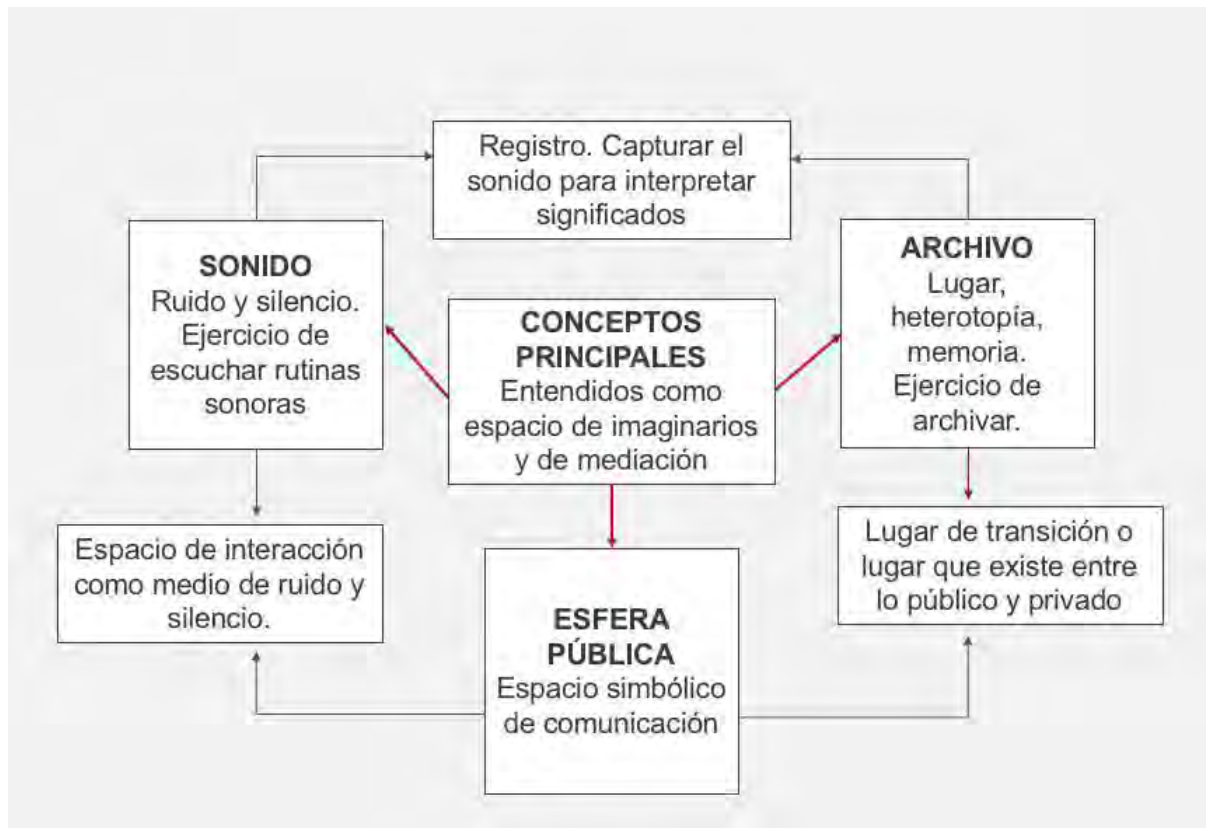 Registro. Capturar el
sonido para interpretar
significados
SONIDO
Ruido y silencio.
Ejercicio de
escuchar rutinas
sonoras
CONCEPTOS
PRINCIPALES
Entendidos como
espacio de imaginarios
y de mediación
ARCHIVO
Lugar,
heterotopía,
memoria.
Ejercicio de
archivar.
Espacio de interacción
como medio de ruido y
silencio.
ESFERA
PÚBLICA
Espacio simbólico
de comunicación
Lugar de transición o
lugar que existe entre
lo público y privado